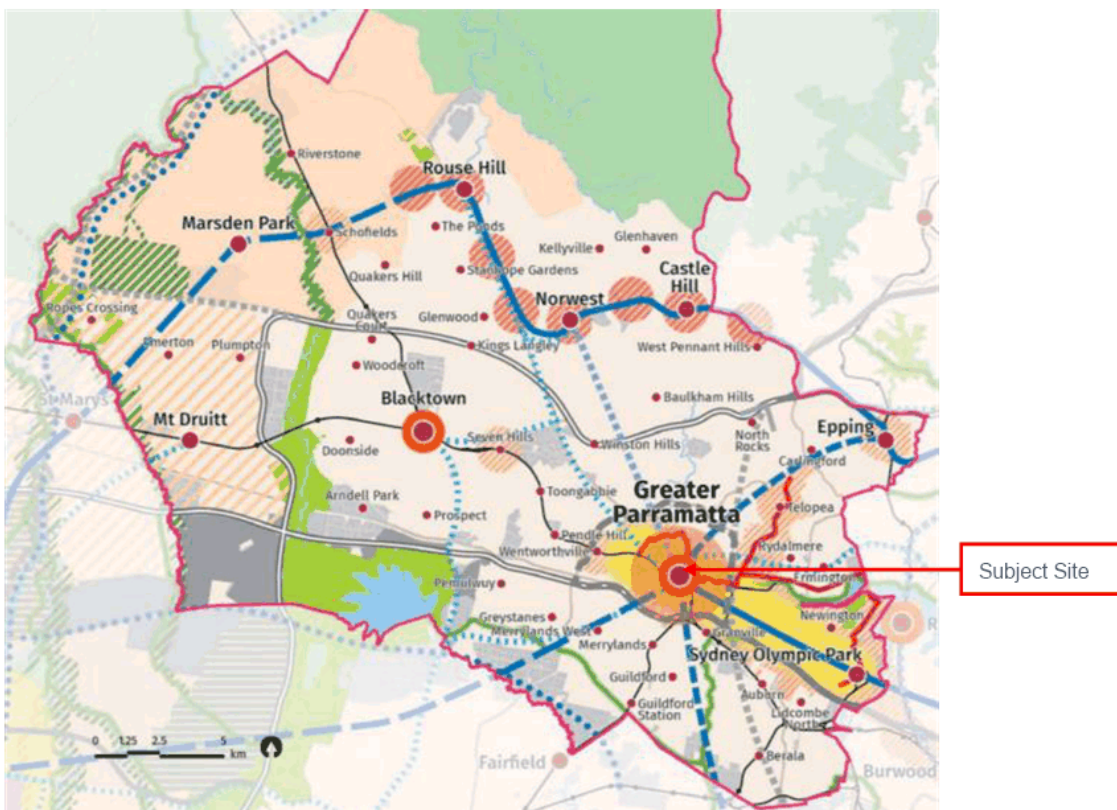 Riverstone
Rouse Hill
Marsden Park
Schofields
The Ponds
Kellyville
Glenhaven
Quakers Hill
Stanhope Gardens
Castle
Hill
Norwest
Ropes Crossing
Quakers
Court
Glenwood
Emerton
Plumpton
Kings Langley
West Pennant Hills
Woodcroft
St Marys
Mt Druitt
Blacktown
Baulkham Hills
Doonside
Seven Hills
Winston Hills
North
Rocks
Epping
Carlingford
Arndell Park
Toongabbie
Greater
Parramatta
Telopea
Prospect
Pendle Hill
Wentworthville
Rydalmere
Ermington
Subject Site
Pemulwuy
Greystanes
Merrylands West
Merrylands
Granville
Newington
R
Sydney Olympic Park
Guildford
Auburn
Guildford
Station
Lidcombe
North
0 1.25 2.5 5
km
Fairfield
Berala
Burwood